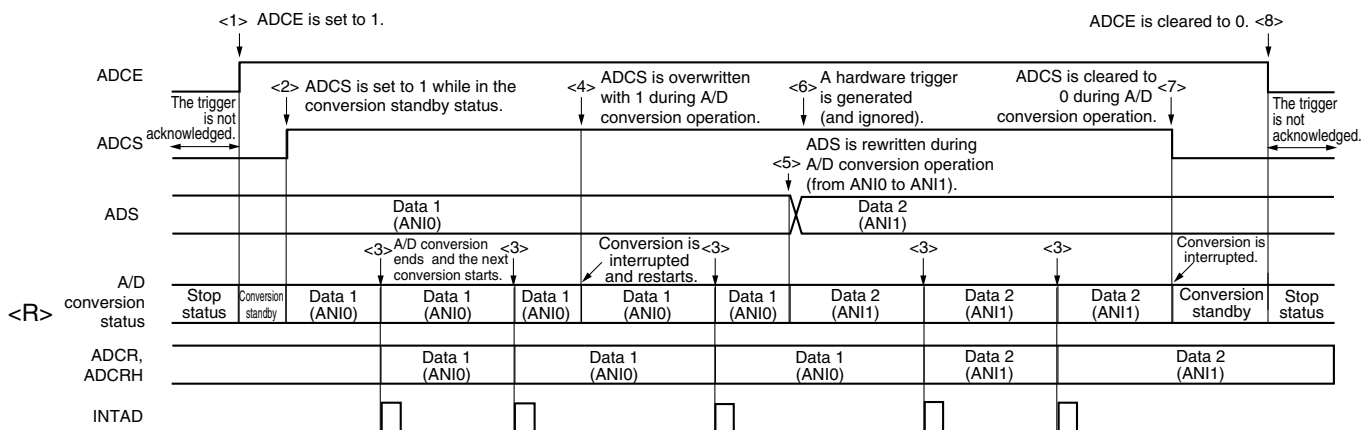 <1> ADCE is set to 1.
ADCE is cleared to 0. <8>
ADCE
The trigger
is not
acknowledged.
<2> ADCS is set to 1 while in the
conversion standby status.
<4> ADCS is overwritten
with 1 during A/D
conversion operation.
<6> A hardware trigger
is generated
(and ignored).
ADCS is cleared to
0 during A/D
conversion operation.
<7>
The trigger
is not
acknowledged.
ADCS
<5> ADS is rewritten during
A/D conversion operation
(from ANI0 to ANI1).
ADS
Data 1
(ANI0)
Data 2
(ANI1)
<3> A/D conversion
ends and the next
conversion starts.
<3>
Conversion is
interrupted
and restarts.
<3>
<3>
<3>
Conversion is
interrupted.
<R>
A/D
conversion
status
Stop
status
Conversion
standby
Data 1
(ANI0)
Data 1
(ANI0)
Data 1
(ANI0)
Data 1
(ANI0)
Data 1
(ANI0)
Data 2
(ANI1)
Data 2
(ANI1)
Data 2
(ANI1)
Conversion
standby
Stop
status
ADCR,
ADCRH
Data 1
(ANI0)
Data 1
(ANI0)
Data 1
(ANI0)
Data 2
(ANI1)
Data 2
(ANI1)
INTAD